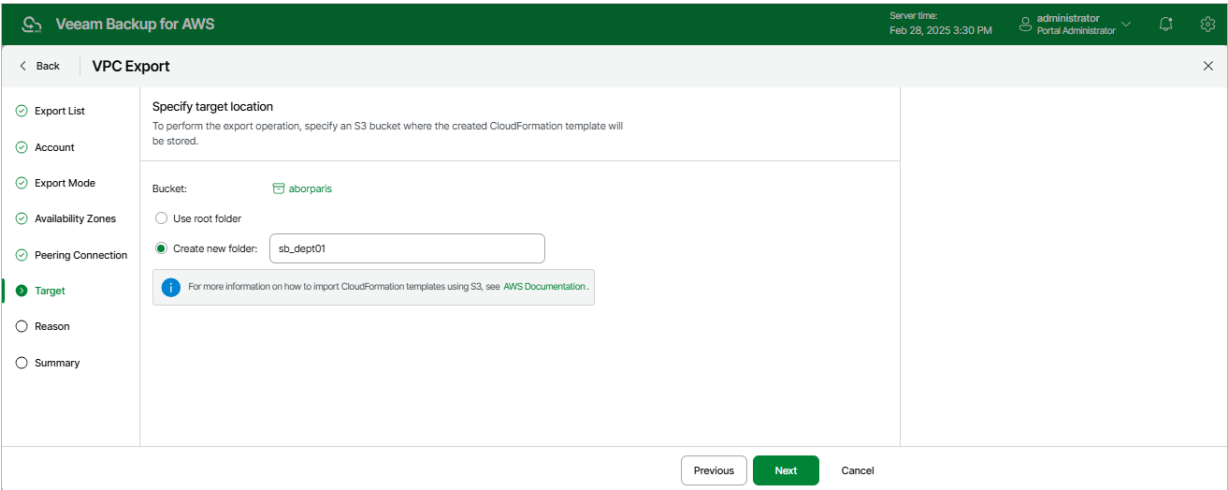 Veeam Backup for AWS
Server time:
Feb 28, 2025 3:30 PM
administrator
Portal Administrator
Back
VPC Export
Export List
Account
Export Mode
Availability Zones
Peering Connection
Target
Reason
Summary
Specify target location
To perform the export operation, specify an S3 bucket where the created CloudFormation template will
be stored.
Bucket: aborparis
Use root folder
Create new folder: sb_dept01
For more information on how to import CloudFormation templates using S3, see AWS Documentation.
Previous Next Cancel